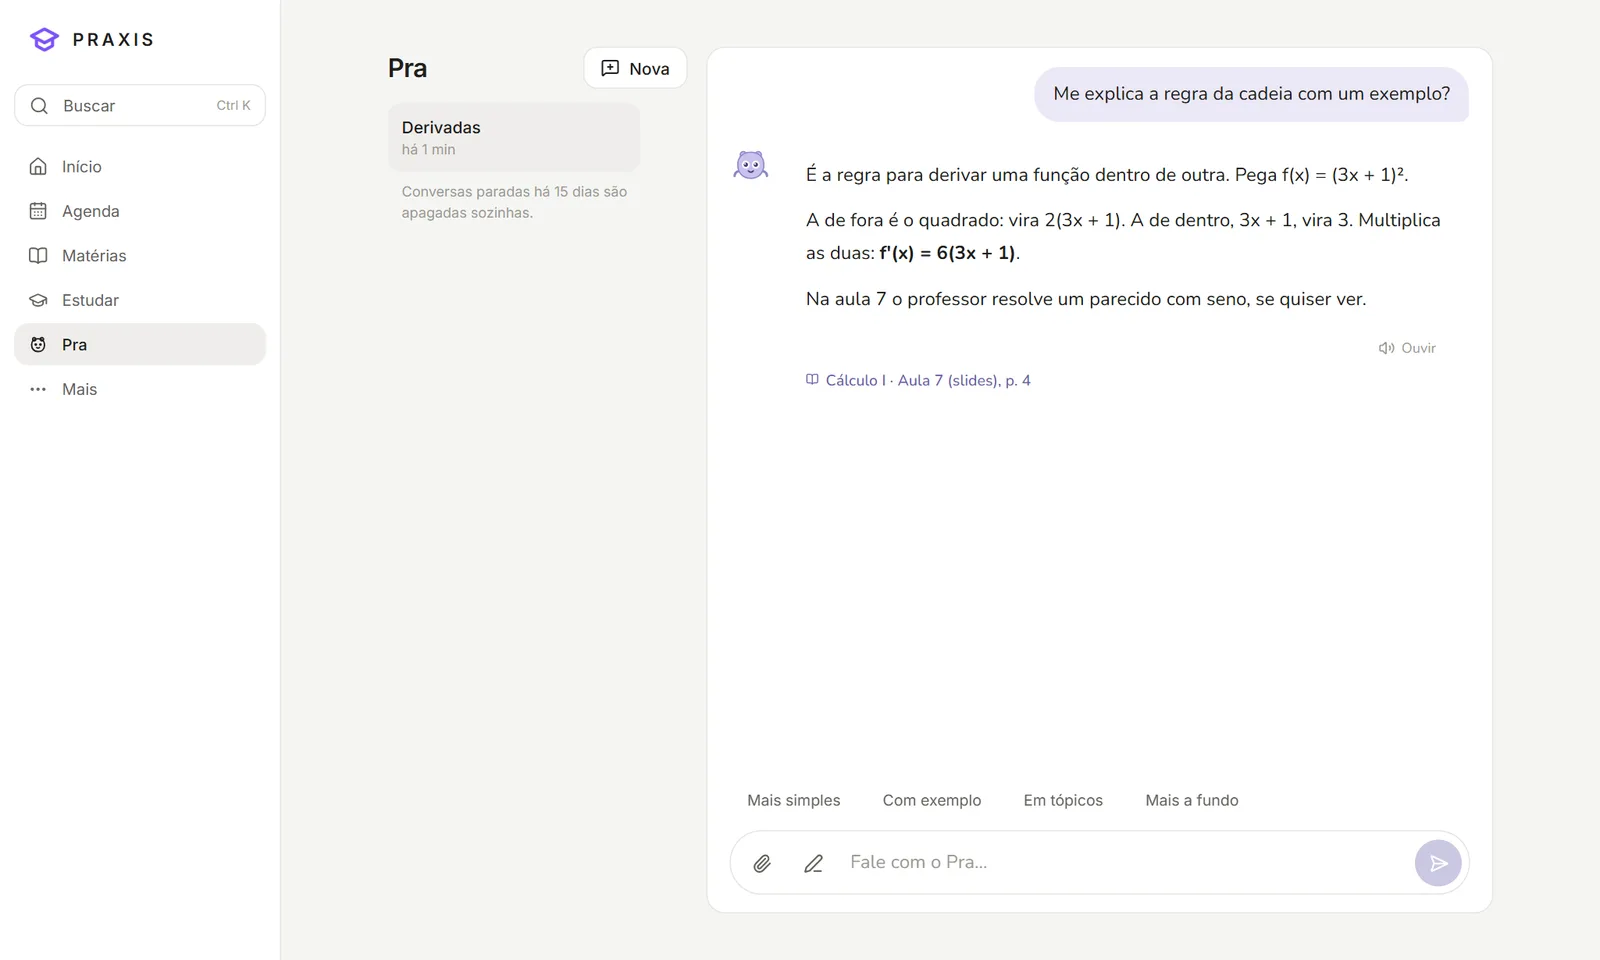 PRAXIS
Buscar
Ctrl K
Início
Agenda
Matérias
Estudar
Pra
Mais
Pra
Nova
Derivadas
há 1 min
Conversas paradas há 15 dias são
apagadas sozinhas.
Me explica a regra da cadeia com um exemplo?
É a regra para derivar uma função dentro de outra. Pega f(x) = (3x + 1)².
A de fora é o quadrado: vira 2(3x + 1). A de dentro, 3x + 1, vira 3. Multiplica
as duas: f'(x) = 6(3x + 1).
Na aula 7 o professor resolve um parecido com seno, se quiser ver.
Ouvir
Cálculo I · Aula 7 (slides), p. 4
Mais simples
Com exemplo
Em tópicos
Mais a fundo
Fale com o Pra...